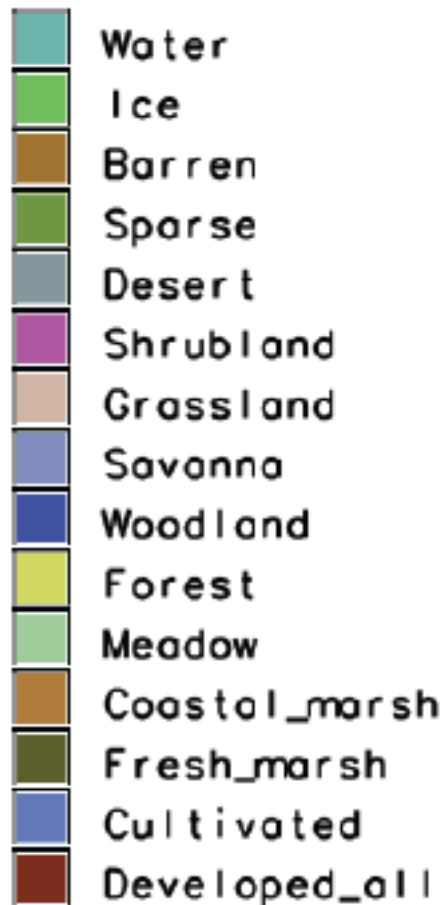 Water
Ice
Barren
Sparse
Desert
Shrubland
Grassland
Savanna
Woodland
Forest
Meadow
Coastal_marsh
Fresh_marsh
Cultivated
Developed_all